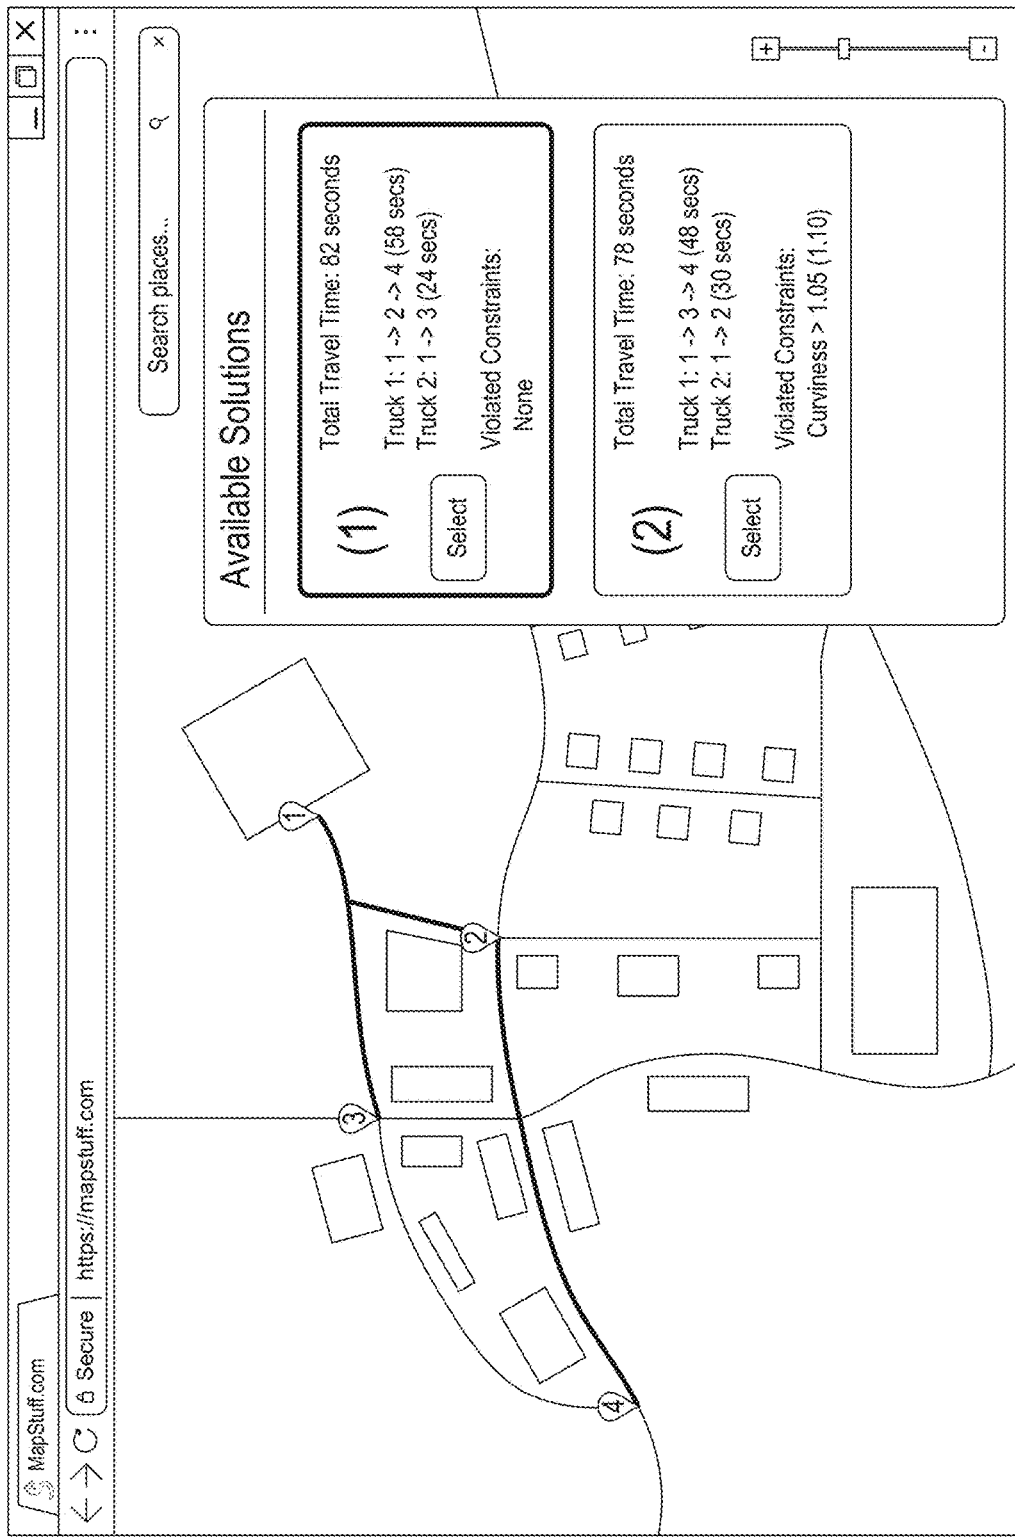 MapStuff.com
Secure | https://mapstuff.com
Search places...
Available Solutions
(1)
Select
Total Travel Time: 82 seconds
Truck 1: 1 -> 2 -> 4 (58 secs)
Truck 2: 1 -> 3 (24 secs)
Violated Constraints:
None
(2)
Select
Total Travel Time: 78 seconds
Truck 1: 1 -> 3 -> 4 (48 secs)
Truck 2: 1 -> 2 (30 secs)
Violated Constraints:
Curviness > 1.05 (1.10)
1
2
3
4
+
-